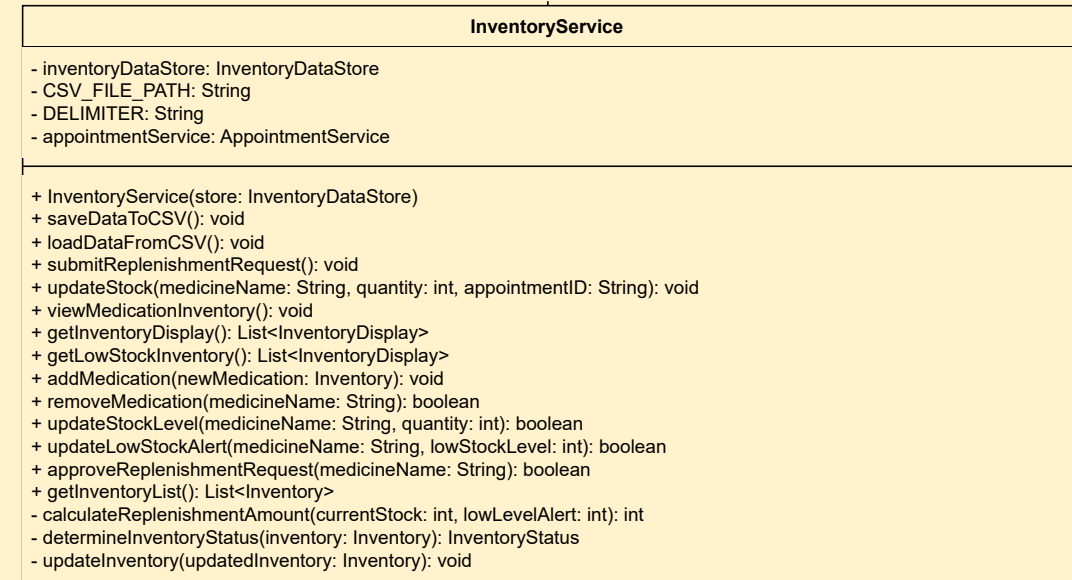 InventoryService
- inventoryDataStore: InventoryDataStore
- CSV_FILE_PATH: String
- DELIMITER: String
- appointmentService: AppointmentService
+ InventoryService(store: InventoryDataStore)
+ saveDataToCSV(): void
+ loadDataFromCSV(): void
+ submitReplenishmentRequest(): void
+ updateStock(medicineName: String, quantity: int, appointmentID: String): void
+ viewMedicationInventory(): void
+ getInventoryDisplay(): List<InventoryDisplay>
+ getLowStockInventory(): List<InventoryDisplay>
+ addMedication(newMedication: Inventory): void
+ removeMedication(medicineName: String): boolean
+ updateStockLevel(medicineName: String, quantity: int): boolean
+ updateLowStockAlert(medicineName: String, lowStockLevel: int): boolean
+ approveReplenishmentRequest(medicineName: String): boolean
+ getInventoryList(): List<Inventory>
- calculateReplenishmentAmount(currentStock: int, lowLevelAlert: int): int
- determineInventoryStatus(inventory: Inventory): InventoryStatus
- updateInventory(updatedInventory: Inventory): void